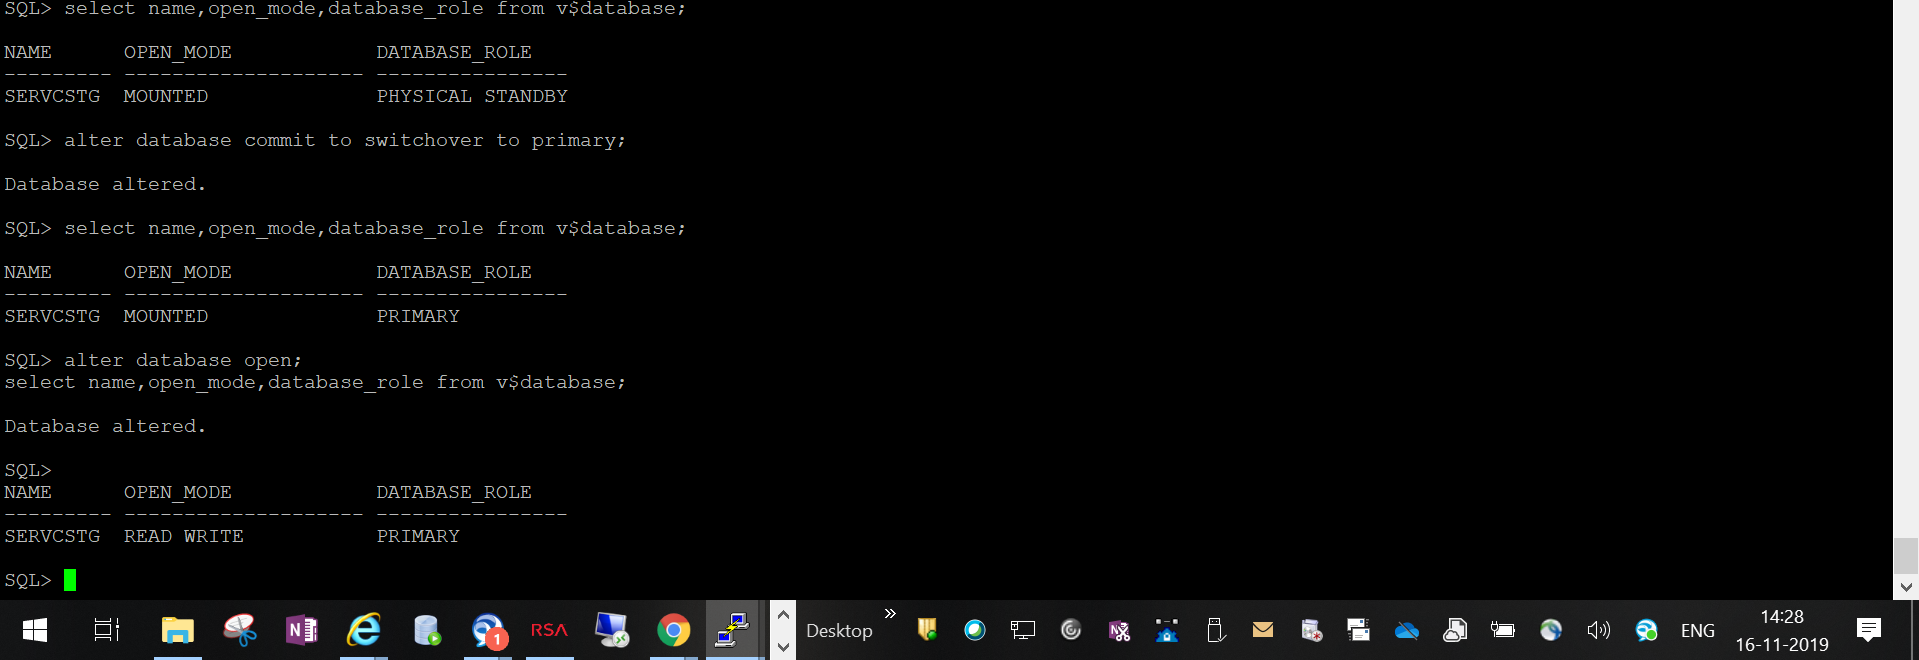 SQL> select name,open_mode,database_role from v$database;
NAME      OPEN_MODE            DATABASE_ROLE
--------- -------------------- ----------------
SERVCSTG  MOUNTED              PHYSICAL STANDBY
SQL> alter database commit to switchover to primary;
Database altered.
SQL> select name,open_mode,database_role from v$database;
NAME      OPEN_MODE            DATABASE_ROLE
--------- -------------------- ----------------
SERVCSTG  MOUNTED              PRIMARY
SQL> alter database open;
select name,open_mode,database_role from v$database;
Database altered.
SQL>
NAME      OPEN_MODE            DATABASE_ROLE
--------- -------------------- ----------------
SERVCSTG  READ WRITE           PRIMARY
SQL>
N
1
RSA
Desktop
ENG
14:28
16-11-2019